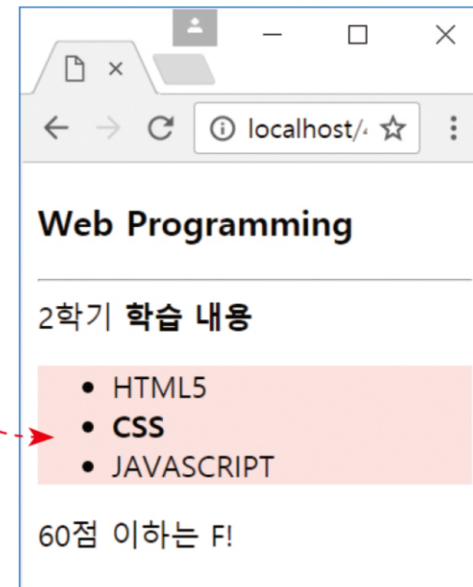 localhost/
Web Programming
2학기 학습 내용
HTML5
CSS
JAVASCRIPT
60점 이하는 F!